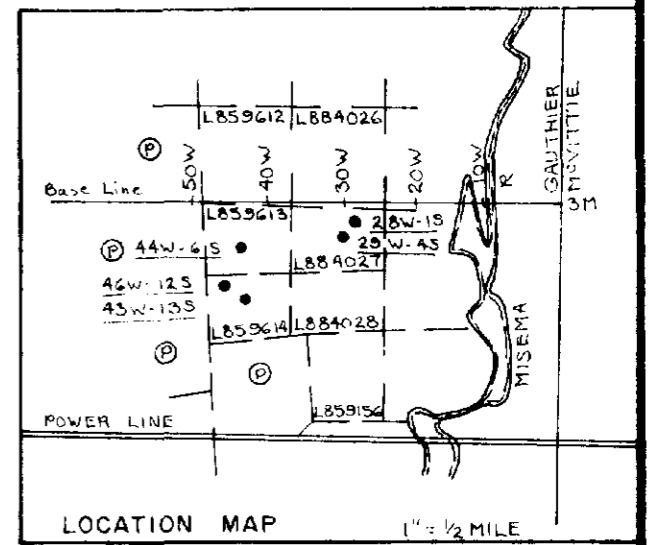 L859612
L884026
P
50W
40W
30W
20W
10W
R
GAUTHIER
MCVITTIE
Base Line
3M
L859613
28W-1S
29W-4S
P
44W-6S
L884027
46W-12S
43W-13S
L859614
L884028
MISEMA
P
P
L859156
POWER LINE
LOCATION MAP
1" = 1/2 MILE